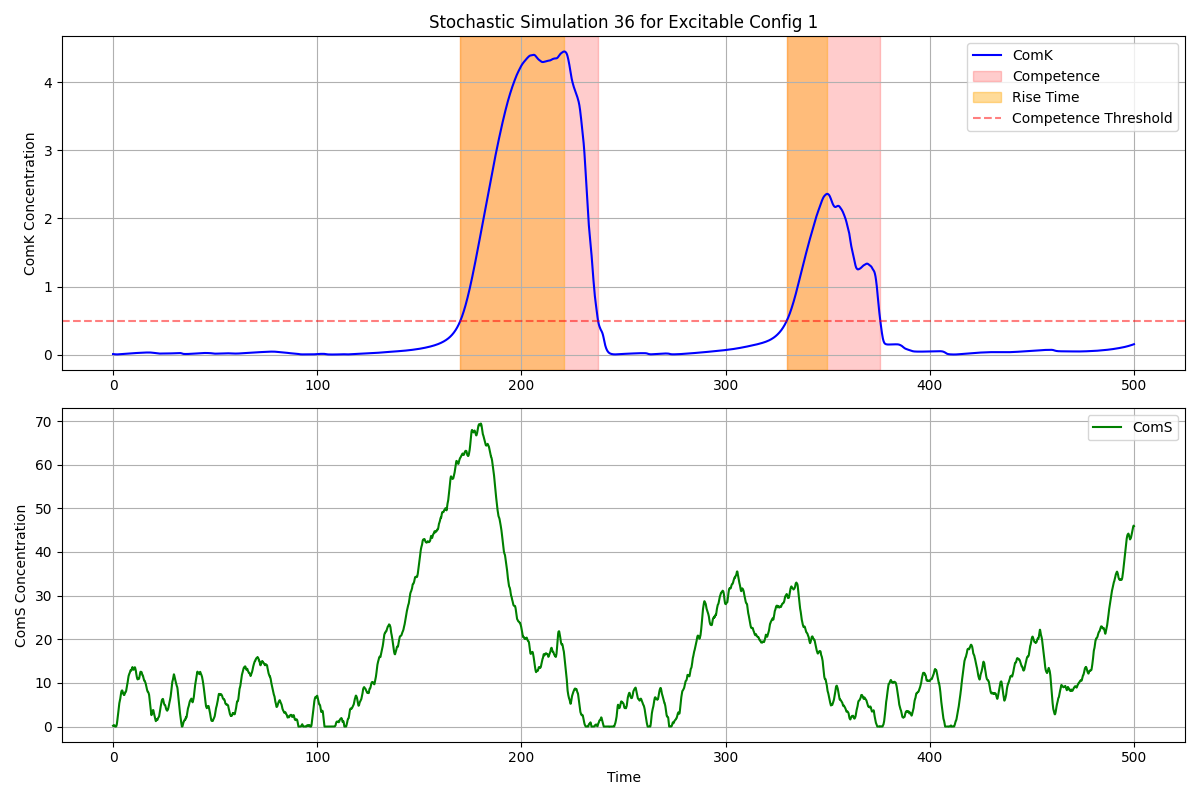 Stochastic Simulation 36 for Excitable Config 1
ComK Concentration
4
3
2
1
0
ComK
Competence
Rise Time
Competence Threshold
0 100 200 300 400 500
ComS Concentration
70
60
50
40
30
20
10
0
ComS
0 100 200 300 400 500
Time